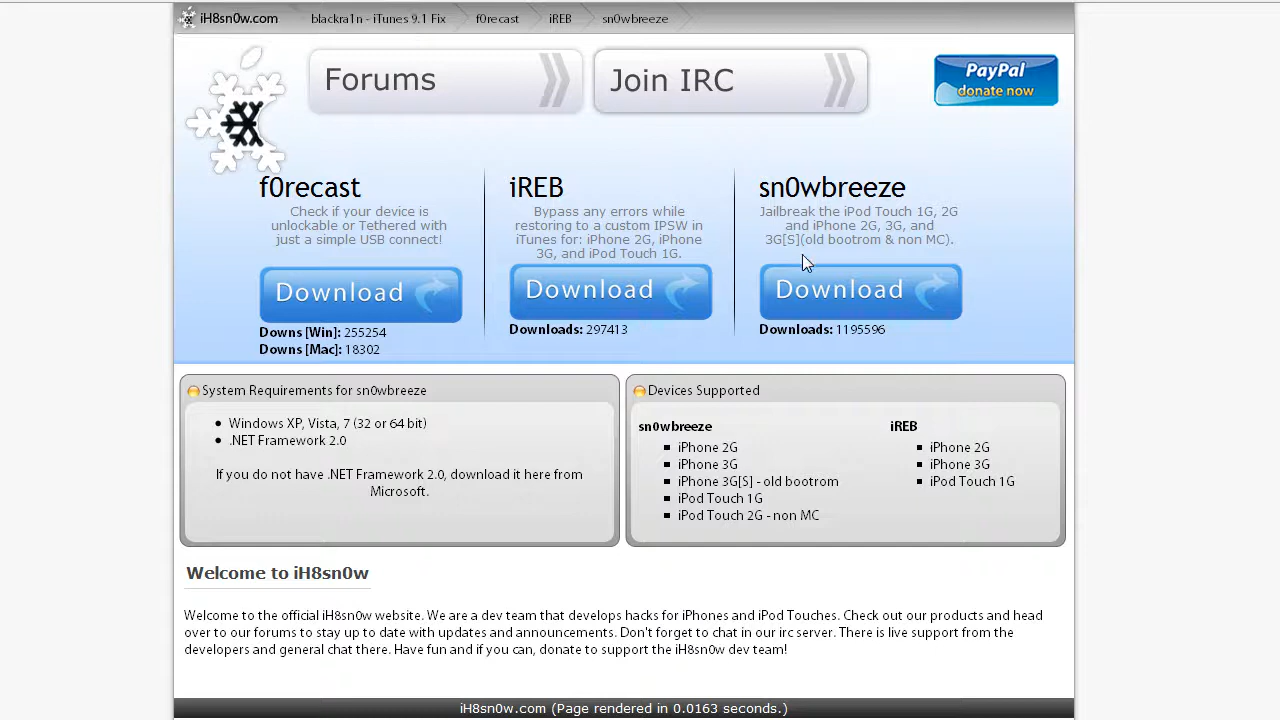 iH8sn0w.com
blackra1n - iTunes 9.1 Fix
f0recast
iREB
sn0wbreeze
Forums
Join IRC
PayPal
donate now
f0recast
Check if your device is
unlockable or Tethered with
just a simple USB connect!
Download
Downs [Win]: 255254
Downs [Mac]: 18302
iREB
Bypass any errors while
restoring to a custom IPSW in
iTunes for: iPhone 2G, iPhone
3G, and iPod Touch 1G.
Download
Downloads: 297413
sn0wbreeze
Jailbreak the iPod Touch 1G, 2G
and iPhone 2G, 3G, and
3G[S](old bootrom & non MC).
Download
Downloads: 1195596
System Requirements for sn0wbreeze
Windows XP, Vista, 7 (32 or 64 bit)
.NET Framework 2.0
If you do not have .NET Framework 2.0, download it here from
Microsoft.
Devices Supported
sn0wbreeze
iPhone 2G
iPhone 3G
iPhone 3G[S] - old bootrom
iPod Touch 1G
iPod Touch 2G - non MC
iREB
iPhone 2G
iPhone 3G
iPod Touch 1G
Welcome to iH8sn0w
Welcome to the official iH8sn0w website. We are a dev team that develops hacks for iPhones and iPod Touches. Check out our products and head
over to our forums to stay up to date with updates and announcements. Don't forget to chat in our irc server. There is live support from the
developers and general chat there. Have fun and if you can, donate to support the iH8sn0w dev team!
iH8sn0w.com (Page rendered in 0.0163 seconds.)